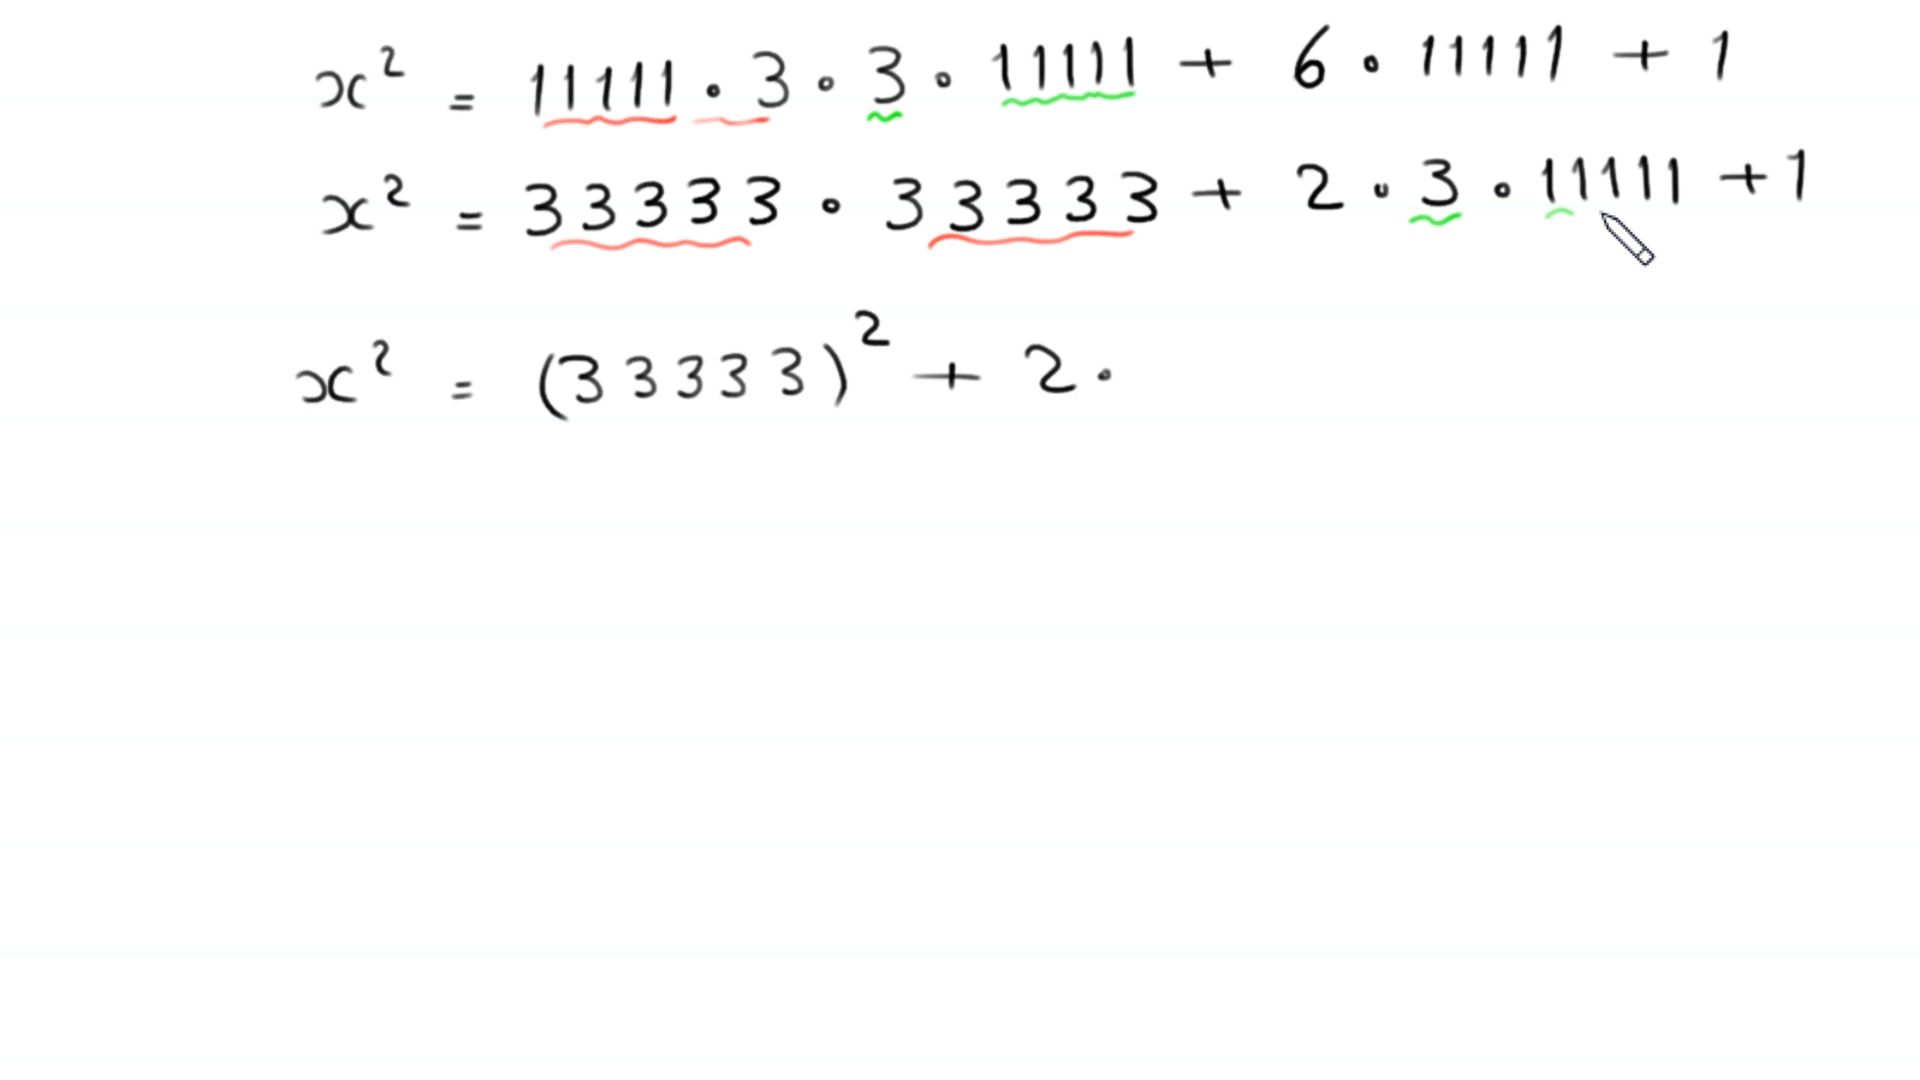 x² = 11111 · 3 · 3 · 11111 + 6 · 11111 + 1
x² = 33333 · 33333 + 2 · 3 · 11111 + 1
x² = (33333)² + 2 ·